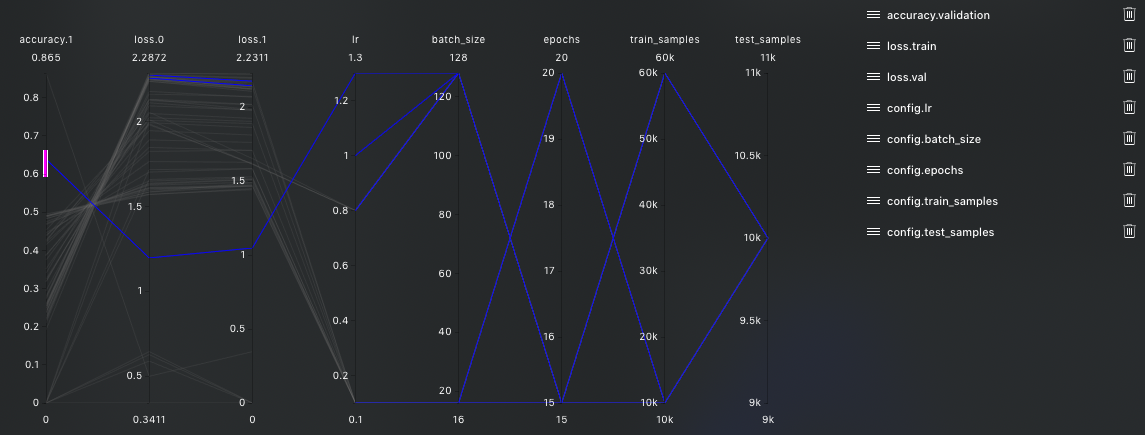 accuracy.1 loss.0 loss.1 lr batch_size epochs train_samples test_samples
0.865 2.2872 2.2311 1.3 128 20 60k 11k
0.8
0.7
0.6
0.5
0.4
0.3
0.2
0.1
0
0
2
1.5
1
0.5
0.3411
2
1.5
1
0.5
0
0
1.2
1
0.8
0.6
0.4
0.2
0.1
120
100
80
60
40
20
16
20
19
18
17
16
15
15
60k
50k
40k
30k
20k
10k
10k
11k
10.5k
10k
9.5k
9k
9k
accuracy.validation
loss.train
loss.val
config.lr
config.batch_size
config.epochs
config.train_samples
config.test_samples